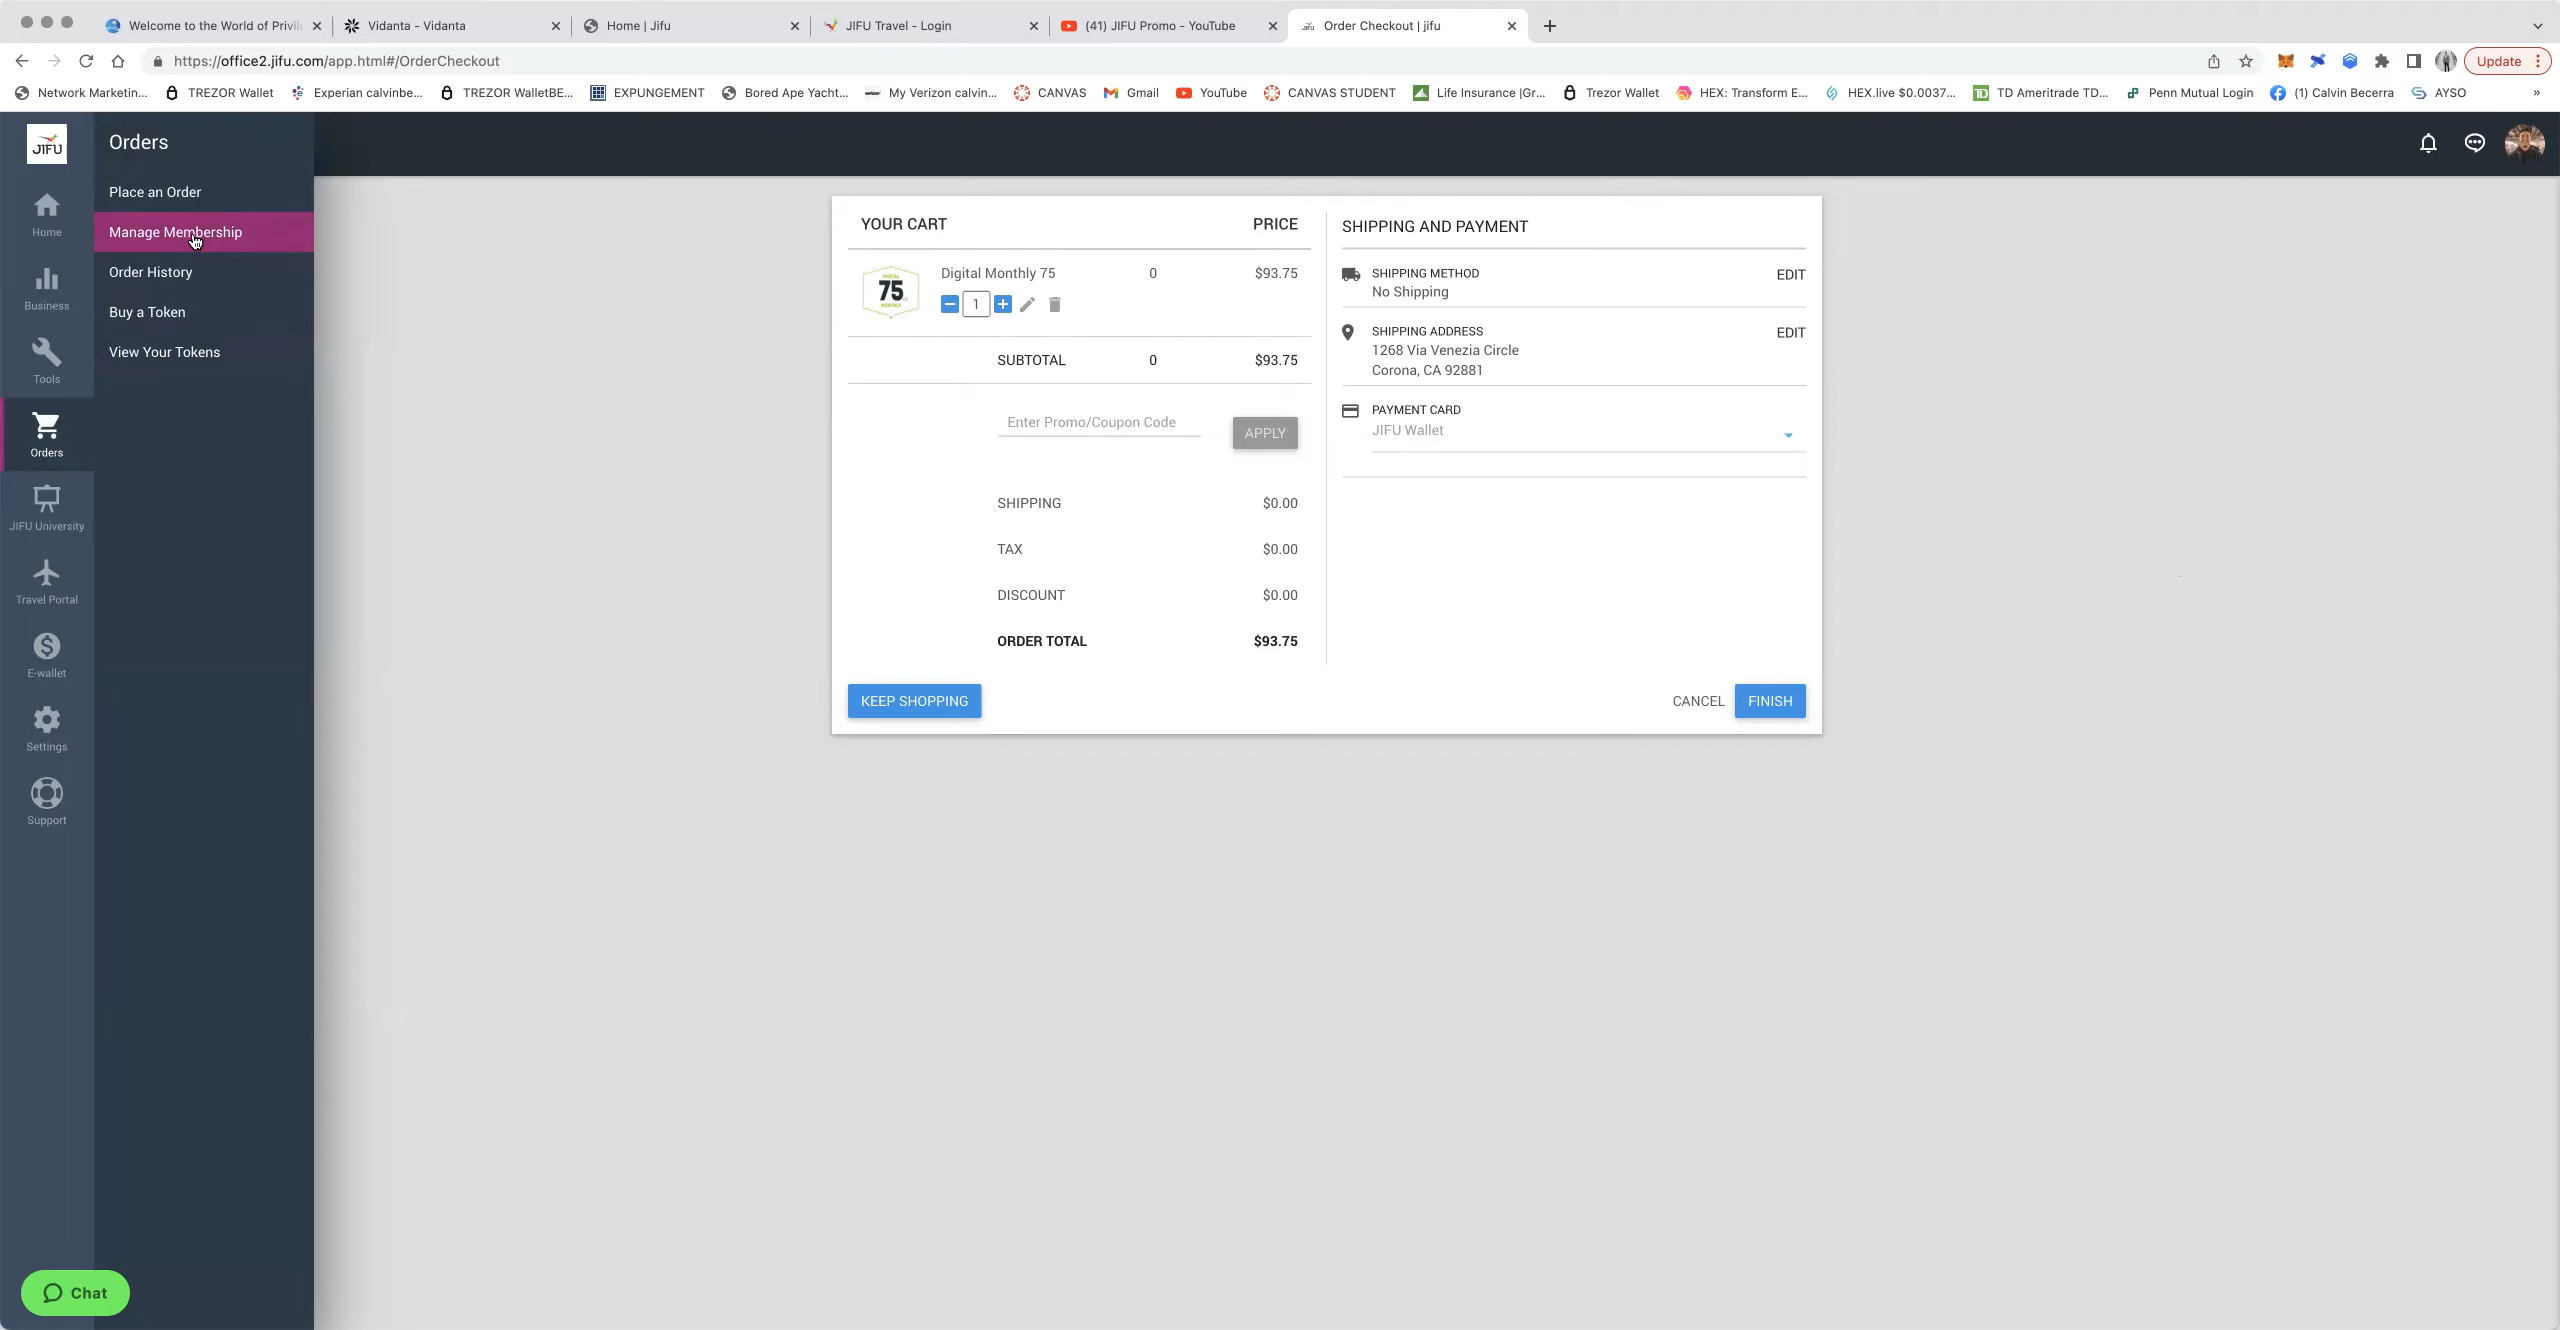 Welcome to the World of Privile
Vidanta - Vidanta
Home | Jifu
JIFU Travel - Login
(41) JIFU Promo - YouTube
Order Checkout | jifu
https://office2.jifu.com/app.html#/OrderCheckout
Update
Network Marketin...
TREZOR Wallet
Experian calvinbe...
TREZOR WalletBE...
EXPUNGEMENT
Bored Ape Yacht...
My Verizon calvin...
CANVAS
Gmail
YouTube
CANVAS STUDENT
Life Insurance |Gr...
Trezor Wallet
HEX: Transform E...
HEX.live $0.0037...
TD Ameritrade TD...
Penn Mutual Login
(1) Calvin Becerra
AYSO
»
JIFU
Home
Business
Tools
Orders
JIFU University
Travel Portal
E-wallet
Settings
Support
Orders
Place an Order
Manage Membership
Order History
Buy a Token
View Your Tokens
YOUR CART PRICE
DIGITAL
75
MONTHLY
Digital Monthly 75 0 $93.75
1
SUBTOTAL 0 $93.75
Enter Promo/Coupon Code APPLY
SHIPPING $0.00
TAX $0.00
DISCOUNT $0.00
ORDER TOTAL $93.75
KEEP SHOPPING
SHIPPING AND PAYMENT
SHIPPING METHOD EDIT
No Shipping
SHIPPING ADDRESS EDIT
1268 Via Venezia Circle
Corona, CA 92881
PAYMENT CARD
JIFU Wallet
CANCEL FINISH
Chat